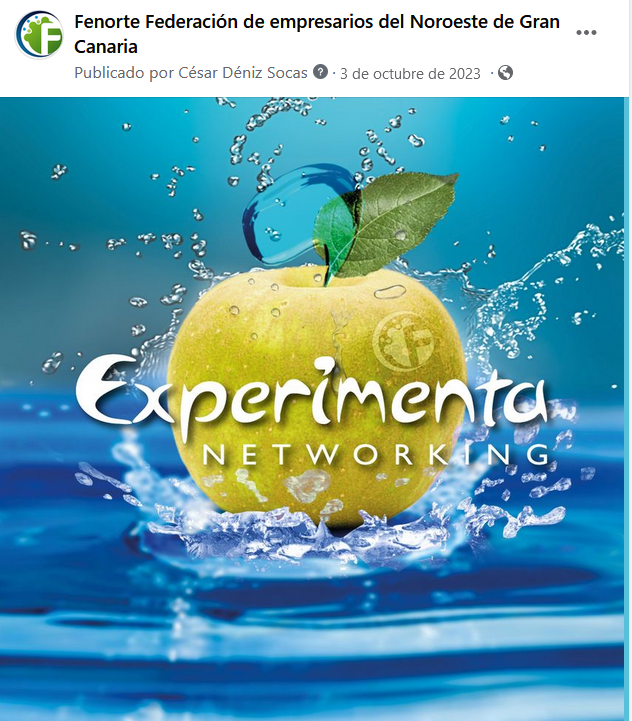 Fenorte Federación de empresarios del Noroeste de Gran
Canaria
Publicado por César Déniz Socas ? · 3 de octubre de 2023 ·
F
Experimenta
NETWORKING